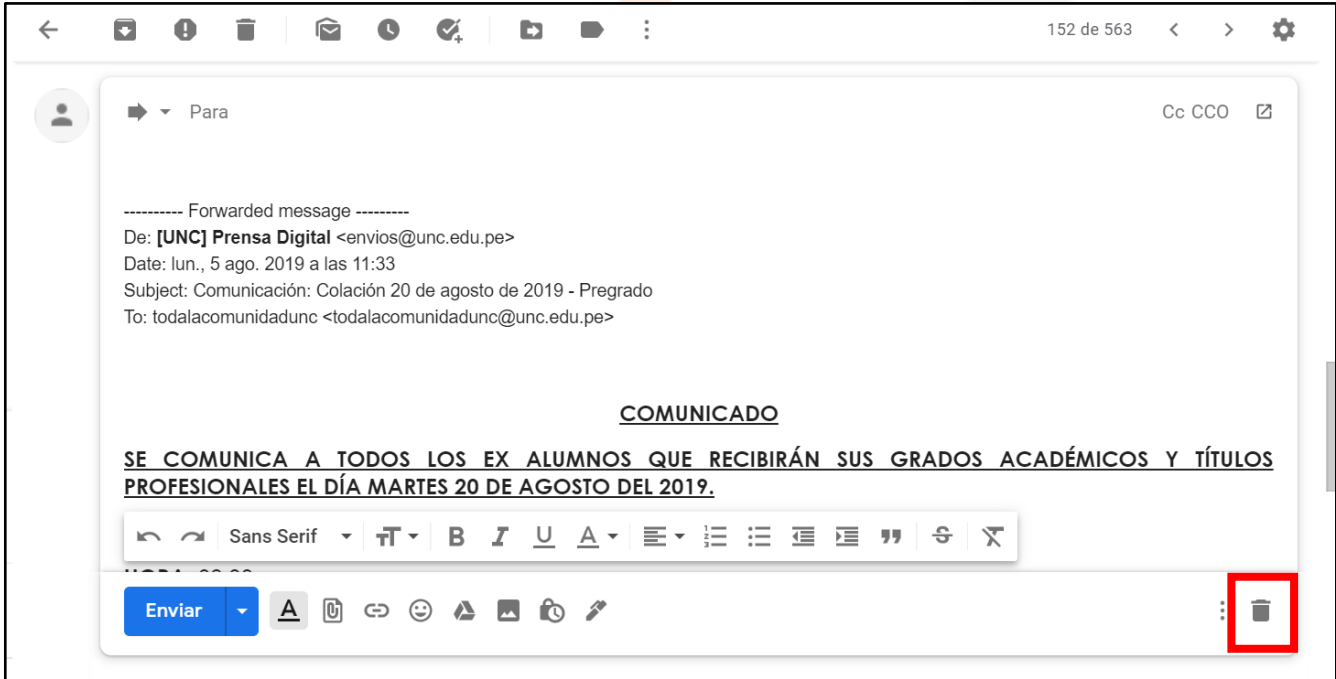 152 de 563
Para
Cc CCO
---------- Forwarded message ---------
De: [UNC] Prensa Digital <envios@unc.edu.pe>
Date: lun., 5 ago. 2019 a las 11:33
Subject: Comunicación: Colación 20 de agosto de 2019 - Pregrado
To: todalacomunidadunc <todalacomunidadunc@unc.edu.pe>
COMUNICADO
SE COMUNICA A TODOS LOS EX ALUMNOS QUE RECIBIRÁN SUS GRADOS ACADÉMICOS Y TÍTULOS
PROFESIONALES EL DÍA MARTES 20 DE AGOSTO DEL 2019.
Sans Serif
Enviar